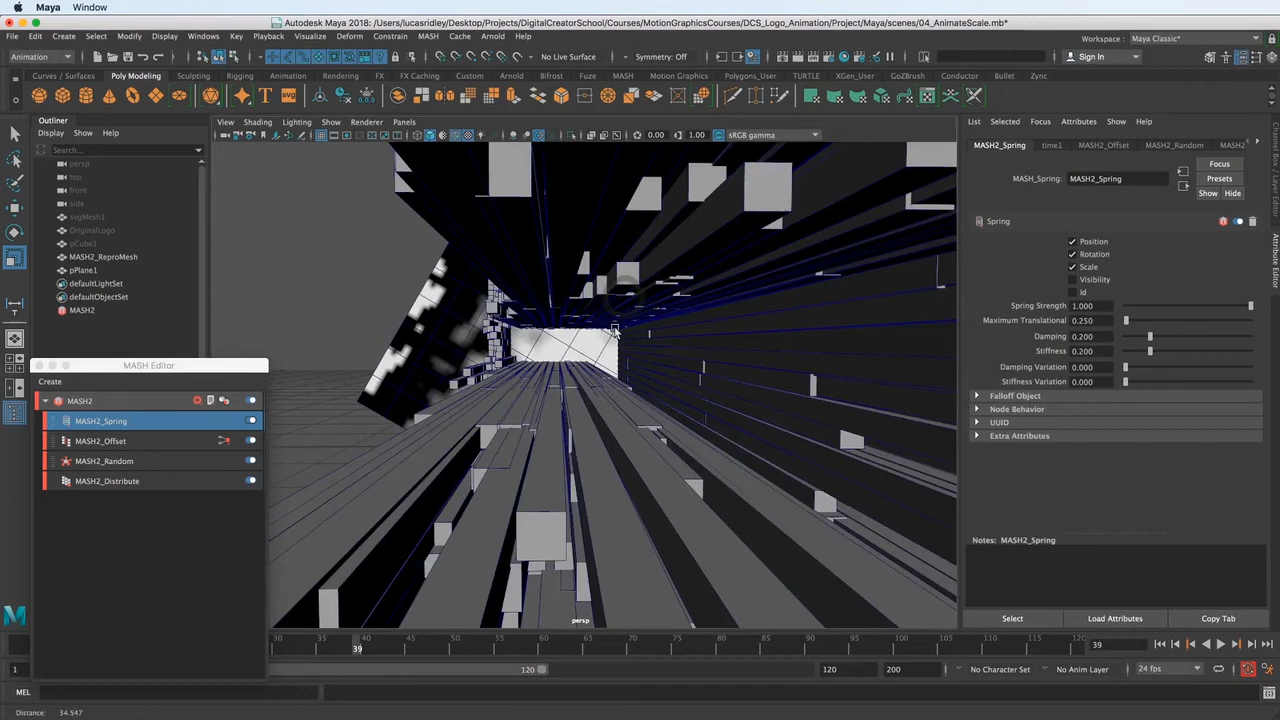 Maya Window
Autodesk Maya 2018: /Users/lucasridley/Desktop/Projects/DigitalCreatorSchool/Courses/MotionGraphicsCourses/DCS_Logo_Animation/Project/Maya/scenes/04_AnimateScale.mb*
File Edit Create Select Modify Display Windows Key Playback Visualize Deform Constrain MASH Cache Arnold Help
Workspace : Maya Classic*
Animation No Live Surface Symmetry: Off Sign In
Curves / Surfaces Poly Modeling Sculpting Rigging Animation Rendering FX FX Caching Custom Arnold Bifrost Fuze MASH Motion Graphics Polygons_User TURTLE XGen_User GoZBrush Conductor Bullet Zync
Outliner
Display Show Help
Search...
persp
top
front
side
svgMesh1
OriginalLogo
pCube1
MASH2_ReproMesh
pPlane1
defaultLightSet
defaultObjectSet
MASH2
View Shading Lighting Show Renderer Panels
0.00 1.00 sRGB gamma
persp
MASH Editor
Create
MASH2
MASH2_Spring
MASH2_Offset
MASH2_Random
MASH2_Distribute
List Selected Focus Attributes Show Help
MASH2_Spring time1 MASH2_Offset MASH2_Random MASH2
Focus
MASH_Spring: MASH2_Spring Presets
Show Hide
Spring
Position
Rotation
Scale
Visibility
Id
Spring Strength 1.000
Maximum Translational 0.250
Damping 0.200
Stiffness 0.200
Damping Variation 0.000
Stiffness Variation 0.000
Falloff Object
Node Behavior
UUID
Extra Attributes
Notes: MASH2_Spring
Select Load Attributes Copy Tab
Channel Box / Layer Editor
Attribute Editor
30 35 40 45 50 55 60 65 70 75 80 85 90 95 100 105 110 115 120
39 39
1 120 120 200 No Character Set No Anim Layer 24 fps
MEL
Distance: 34.547